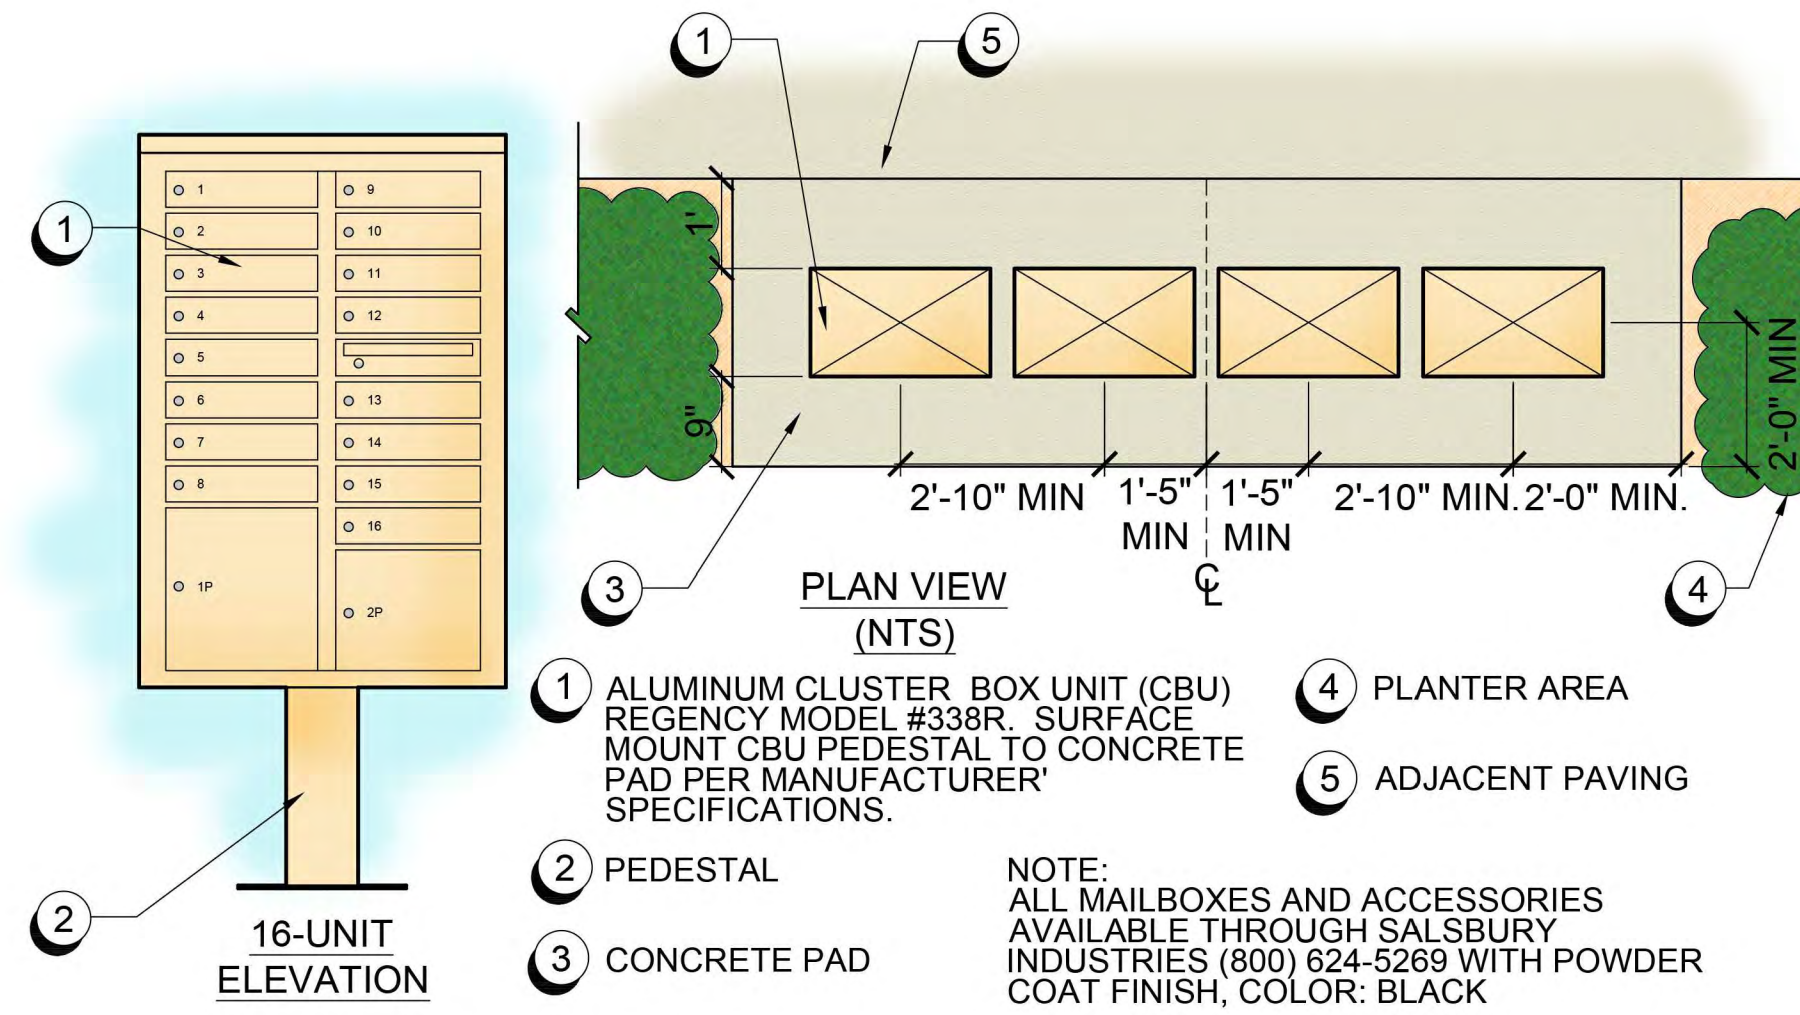 1
5
1
1
2
3
4
5
6
7
8
1P
9
10
11
12
13
14
15
16
2P
2
16-UNIT
ELEVATION
1'
9"
2'-10" MIN
1'-5"
MIN
1'-5"
MIN
2'-10" MIN.
2'-0" MIN.
2'-0" MIN
CL
3
4
PLAN VIEW
(NTS)
1 ALUMINUM CLUSTER BOX UNIT (CBU)
REGENCY MODEL #338R. SURFACE
MOUNT CBU PEDESTAL TO CONCRETE
PAD PER MANUFACTURER'
SPECIFICATIONS.
2 PEDESTAL
3 CONCRETE PAD
4 PLANTER AREA
5 ADJACENT PAVING
NOTE:
ALL MAILBOXES AND ACCESSORIES
AVAILABLE THROUGH SALSBURY
INDUSTRIES (800) 624-5269 WITH POWDER
COAT FINISH, COLOR: BLACK